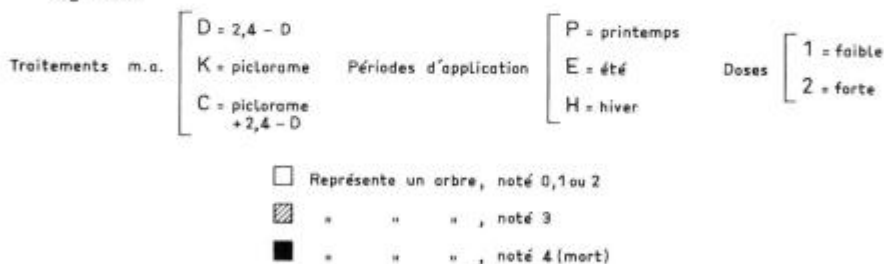 Traitements m.a.
D = 2,4 - D
K = piclorame
C = piclorame
+ 2,4 - D
Périodes d'application
P = printemps
E = été
H = hiver
Doses
1 = faible
2 = forte
Représente un arbre, noté 0,1 ou 2
" " " , noté 3
" " " , noté 4 (mort)